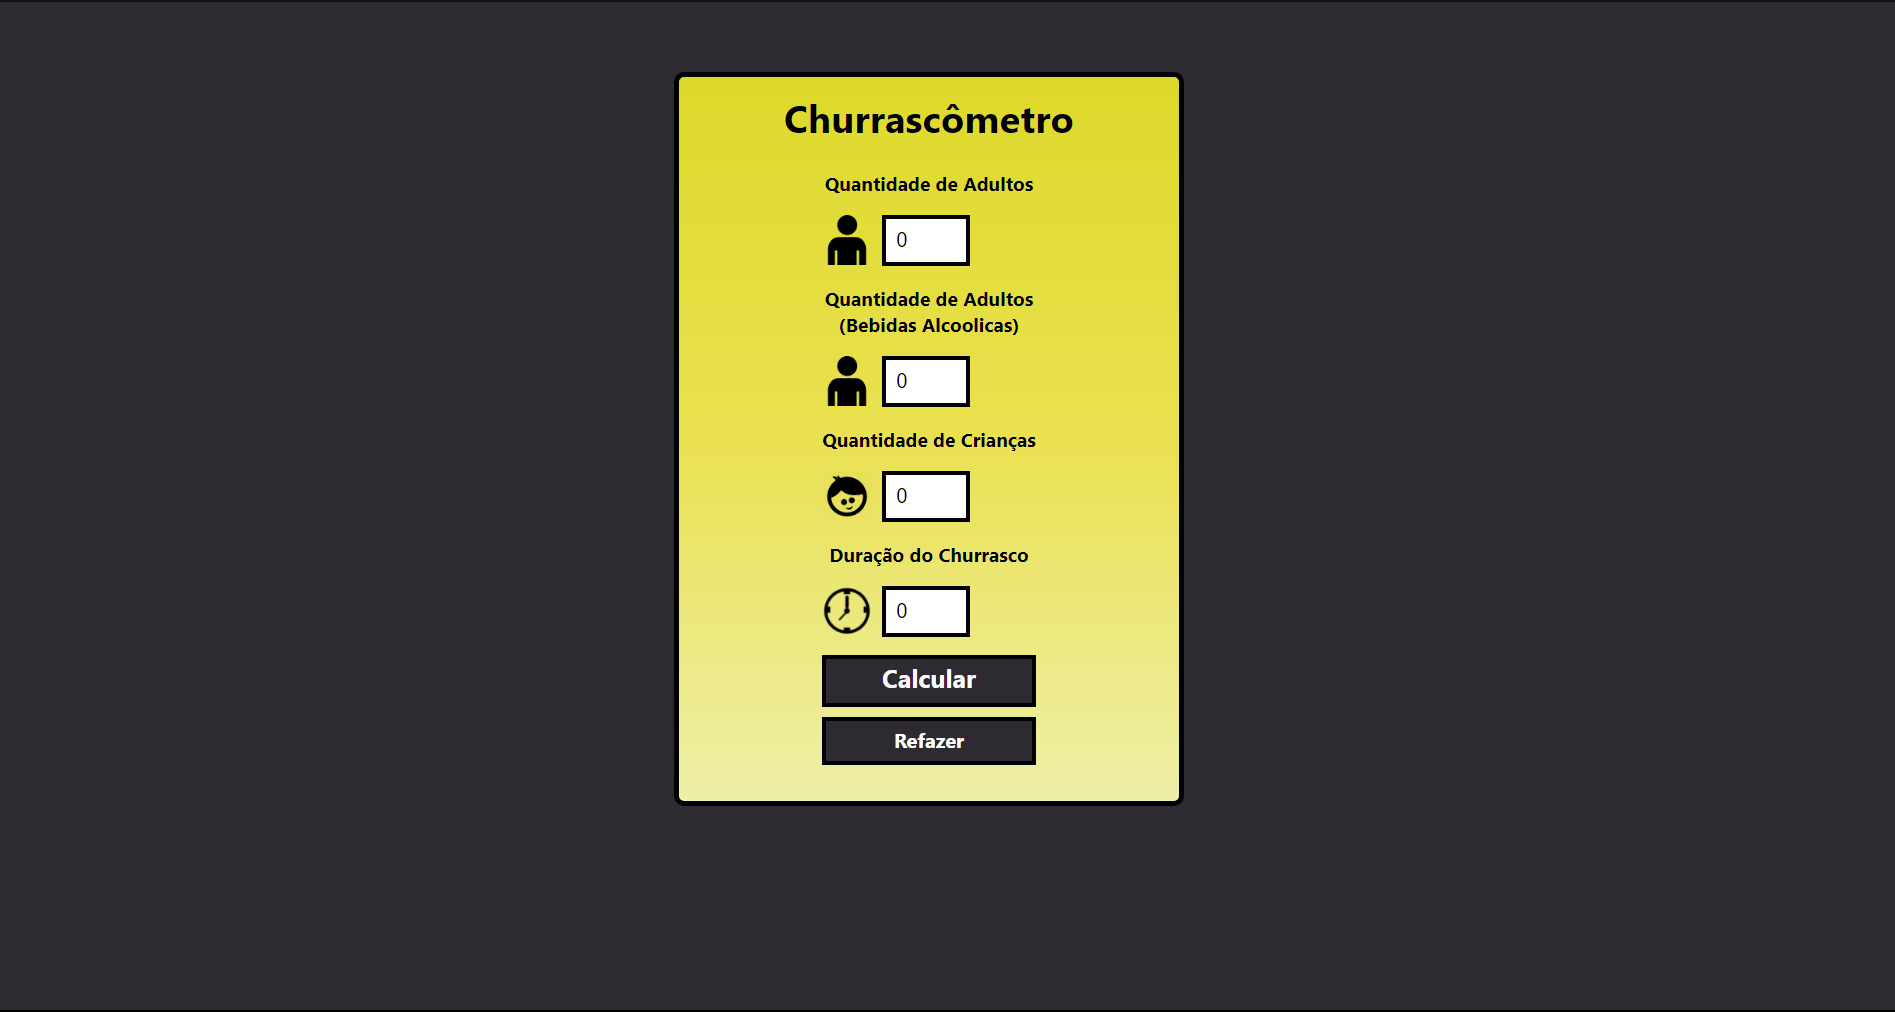 Churrascômetro
Quantidade de Adultos
0
Quantidade de Adultos
(Bebidas Alcoolicas)
0
Quantidade de Crianças
0
Duração do Churrasco
0
Calcular
Refazer